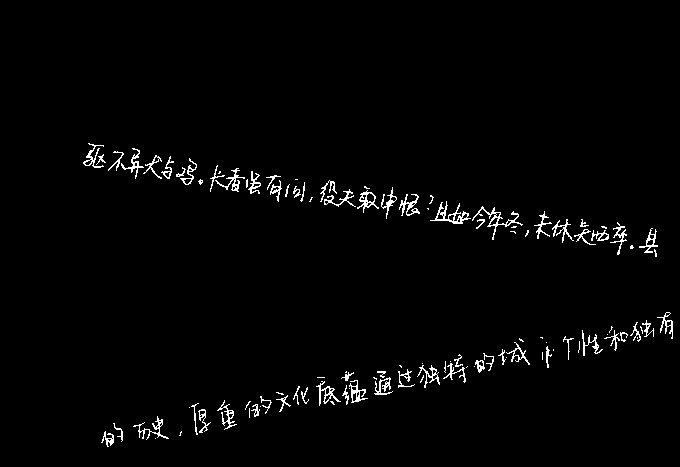 驱不异犬与鸡。长者虽有问,役夫敢申恨?且如今年冬,未休关西卒。县
的历史,厚重的文化底蕴通过独特的城市个性和独有